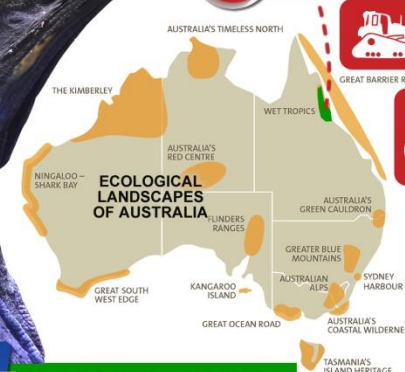 AUSTRALIA'S TIMELESS NORTH
GREAT BARRIER R
THE KIMBERLEY
WET TROPICS
AUSTRALIA'S
RED CENTRE
NINGALOO –
SHARK BAY
ECOLOGICAL
LANDSCAPES
OF AUSTRALIA
AUSTRALIA'S
GREEN CAULDRON
FLINDERS
RANGES
GREATER BLUE
MOUNTAINS
SYDNEY
HARBOUR
AUSTRALIAN
ALPS
KANGAROO
ISLAND
GREAT SOUTH
WEST EDGE
GREAT OCEAN ROAD
AUSTRALIA'S
COASTAL WILDERNE
TASMANIA'S
ISLAND HERITAGE